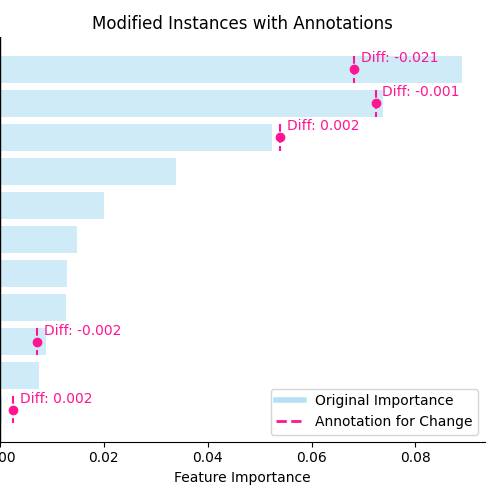 Modified Instances with Annotations
Diff: -0.021
Diff: -0.001
Diff: 0.002
Diff: -0.002
Diff: 0.002
Original Importance
Annotation for Change
00 0.02 0.04 0.06 0.08
Feature Importance